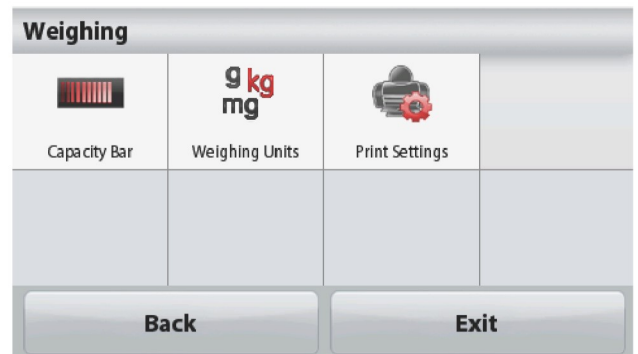 Weighing
g kg
mg
Capacity Bar
Weighing Units
Print Settings
Back
Exit